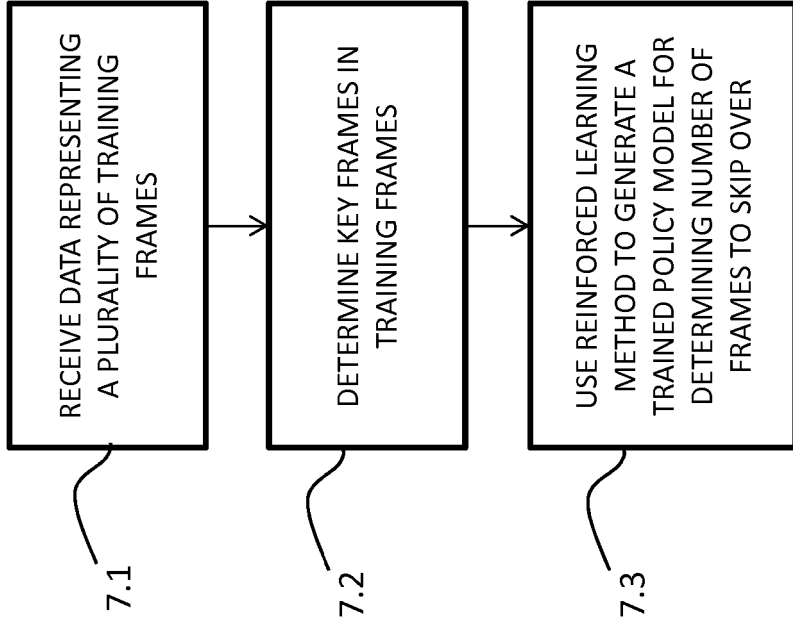 7.1
RECEIVE DATA REPRESENTING
A PLURALITY OF TRAINING
FRAMES
7.2
DETERMINE KEY FRAMES IN
TRAINING FRAMES
7.3
USE REINFORCED LEARNING
METHOD TO GENERATE A
TRAINED POLICY MODEL FOR
DETERMINING NUMBER OF
FRAMES TO SKIP OVER